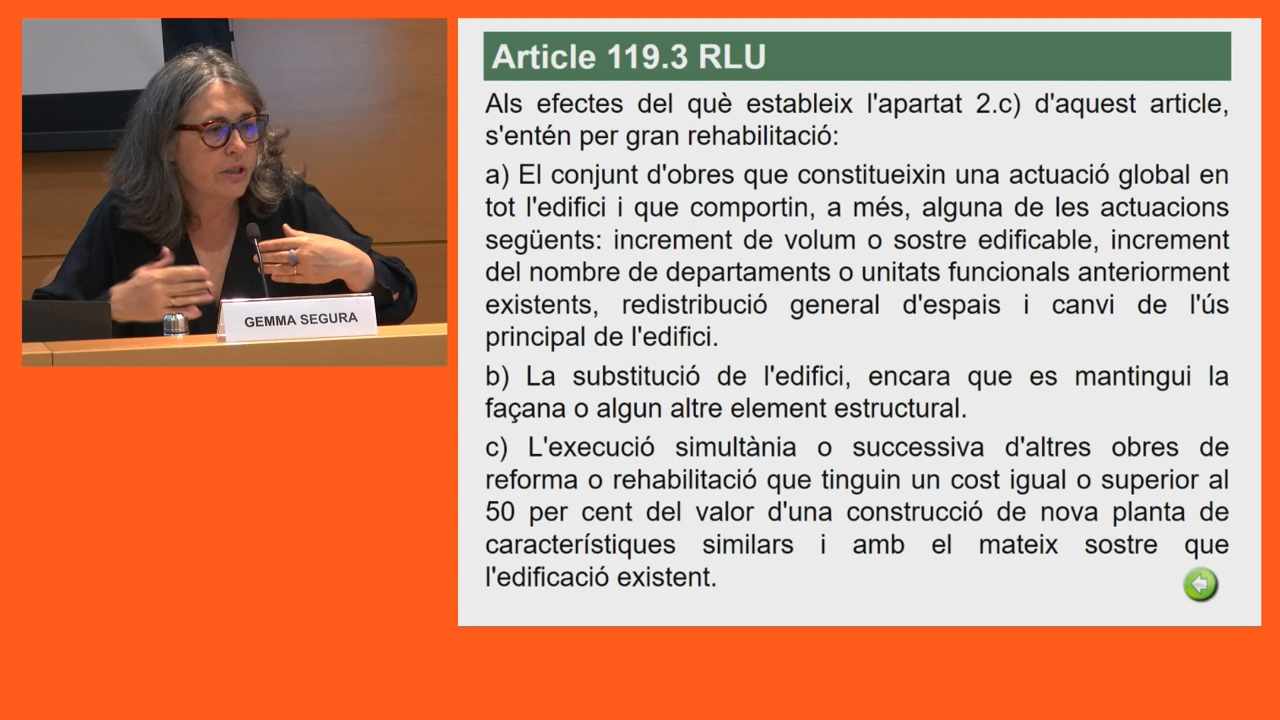 GEMMA SEGURA
Article 119.3 RLU
Als efectes del què estableix l'apartat 2.c) d'aquest article,
s'entén per gran rehabilitació:
a) El conjunt d'obres que constitueixin una actuació global en
tot l'edifici i que comportin, a més, alguna de les actuacions
següents: increment de volum o sostre edificable, increment
del nombre de departaments o unitats funcionals anteriorment
existents, redistribució general d'espais i canvi de l'ús
principal de l'edifici.
b) La substitució de l'edifici, encara que es mantingui la
façana o algun altre element estructural.
c) L'execució simultània o successiva d'altres obres de
reforma o rehabilitació que tinguin un cost igual o superior al
50 per cent del valor d'una construcció de nova planta de
característiques similars i amb el mateix sostre que
l'edificació existent.